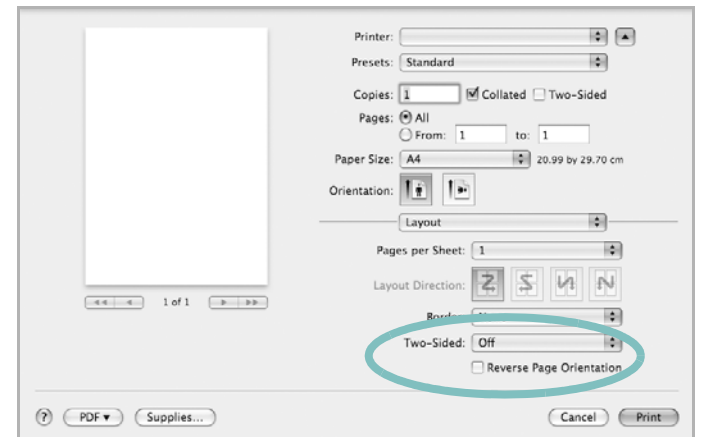 Printer:
Presets: Standard
Copies: 1 Collated Two-Sided
Pages: All
From: 1 to: 1
Paper Size: A4 20.99 by 29.70 cm
Orientation:
Layout
Pages per Sheet: 1
Layout Direction:
1 of 1
Border:
Two-Sided: Off
Reverse Page Orientation
? PDF Supplies... Cancel Print